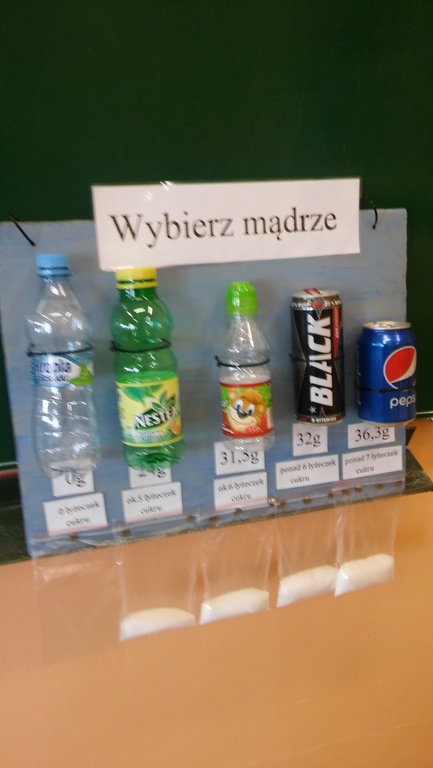 Wybierz mądrze
NESTEA
BLACK
pepsi
0g
31,5g
32g
36,3g
0 łyżeczek
cukru
ok.5 łyżeczek
cukru
ok.6 łyżeczek
cukru
ponad 6 łyżeczek
cukru
ponad 7 łyżeczek
cukru